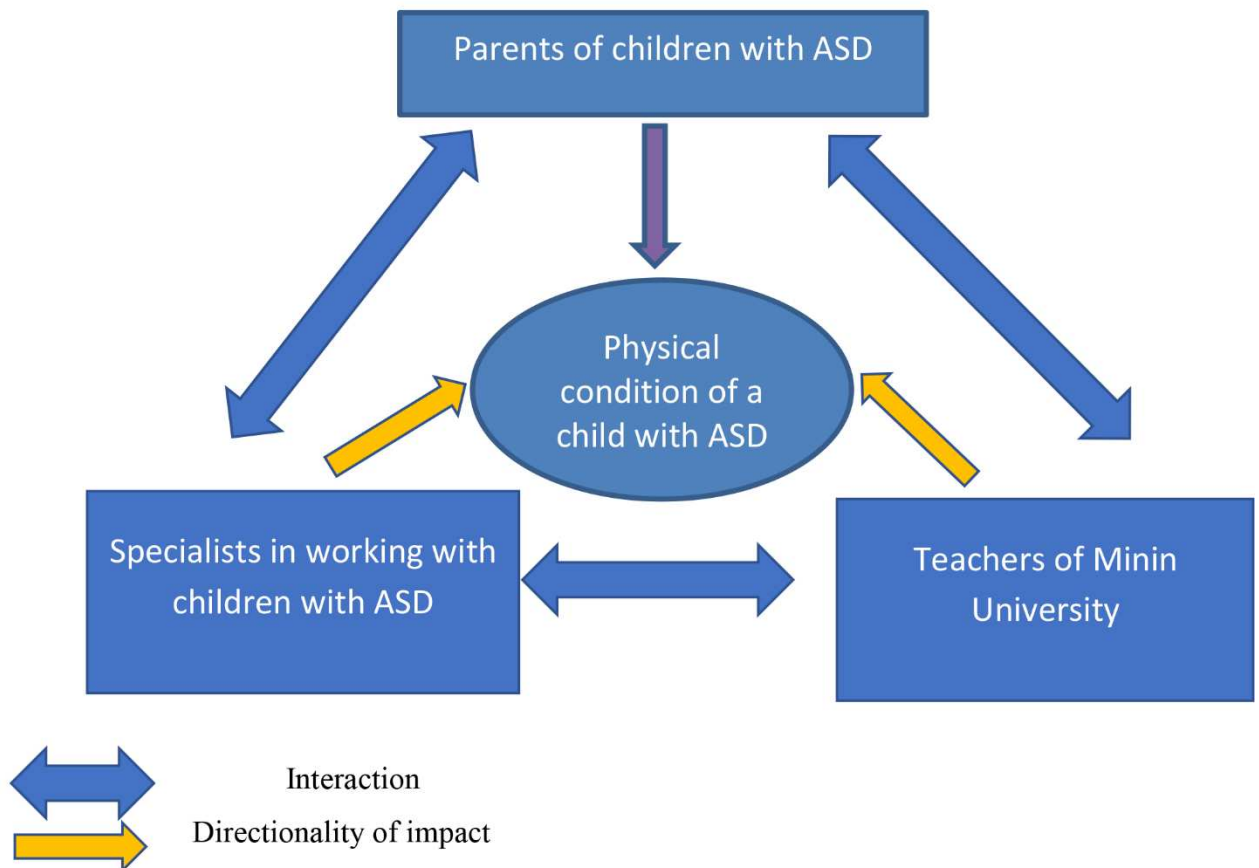 Parents of children with ASD
Physical
condition of a
child with ASD
Specialists in working with
children with ASD
Teachers of Minin
University
Interaction
Directionality of impact